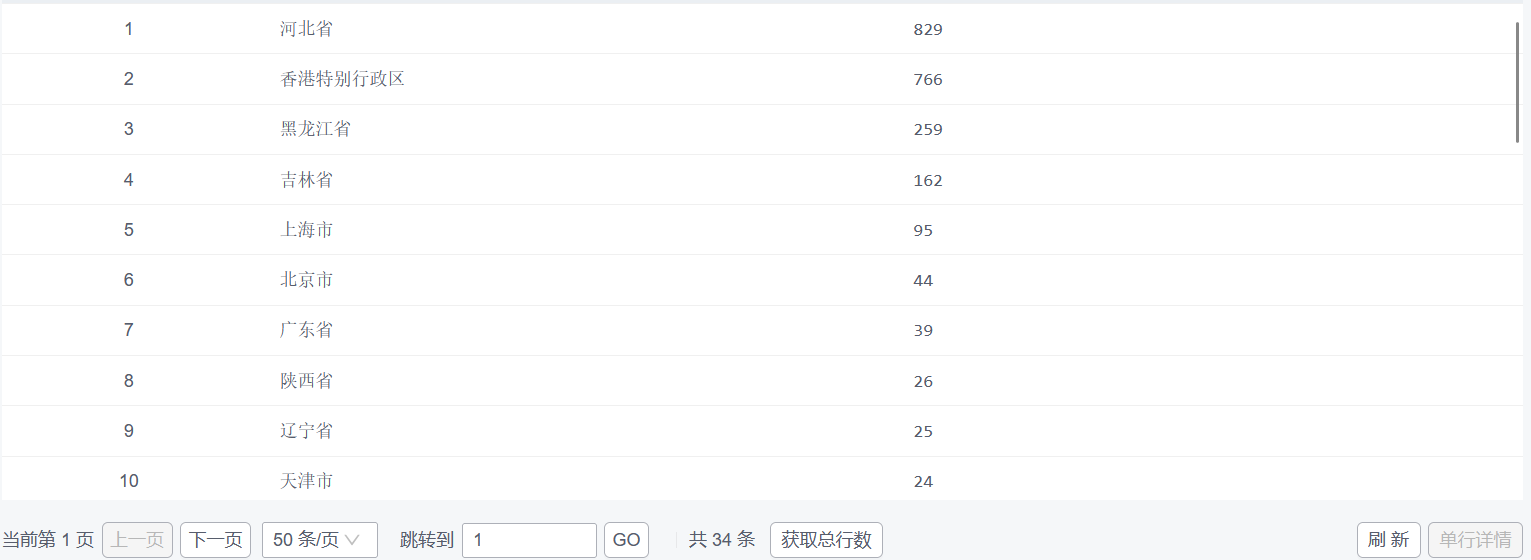 1 河北省 829
2 香港特别行政区 766
3 黑龙江省 259
4 吉林省 162
5 上海市 95
6 北京市 44
7 广东省 39
8 陕西省 26
9 辽宁省 25
10 天津市 24
当前第 1 页 上一页 下一页 50 条/页 跳转到 1 GO 共 34 条 获取总行数 刷 新 单行详情